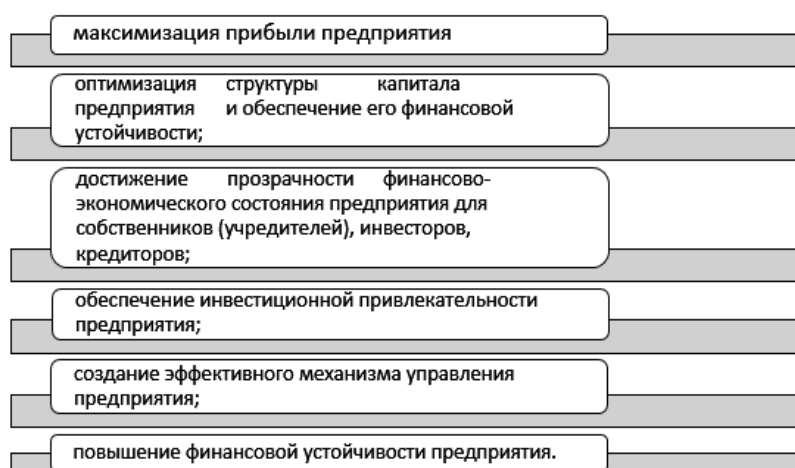 максимизация прибыли предприятия
оптимизация структуры капитала
предприятия и обеспечение его финансовой
устойчивости;
достижение прозрачности финансово-
экономического состояния предприятия для
собственников (учредителей), инвесторов,
кредиторов;
обеспечение инвестиционной привлекательности
предприятия;
создание эффективного механизма управления
предприятия;
повышение финансовой устойчивости предприятия.